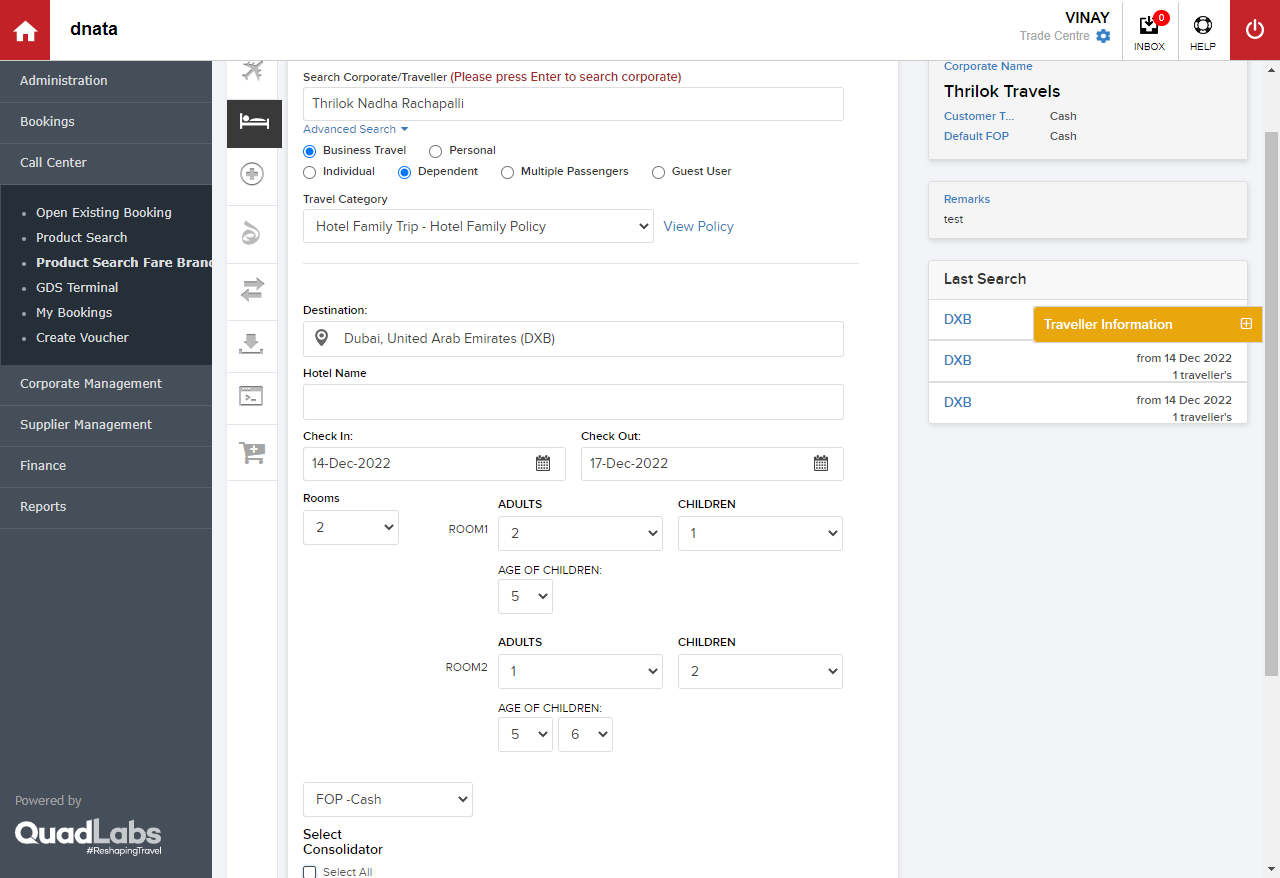 dnata
VINAY
Trade Centre
0
INBOX
HELP
Administration
Bookings
Call Center
Open Existing Booking
Product Search
Product Search Fare Bran
GDS Terminal
My Bookings
Create Voucher
Corporate Management
Supplier Management
Finance
Reports
Powered by
QuadLabs
#ReshapingTravel
Search Corporate/Traveller (Please press Enter to search corporate)
Thrilok Nadha Rachapalli
Advanced Search
Business Travel Personal
Individual Dependent Multiple Passengers Guest User
Travel Category
Hotel Family Trip - Hotel Family Policy View Policy
Destination:
Dubai, United Arab Emirates (DXB)
Hotel Name
Check In: Check Out:
14-Dec-2022 17-Dec-2022
Rooms ADULTS CHILDREN
2 ROOM1 2 1
AGE OF CHILDREN:
5
ADULTS CHILDREN
ROOM2 1 2
AGE OF CHILDREN:
5 6
FOP -Cash
Select
Consolidator
Select All
Corporate Name
Thrilok Travels
Customer T... Cash
Default FOP Cash
Remarks
test
Last Search
DXB
Traveller Information
DXB from 14 Dec 2022
1 traveller's
DXB from 14 Dec 2022
1 traveller's